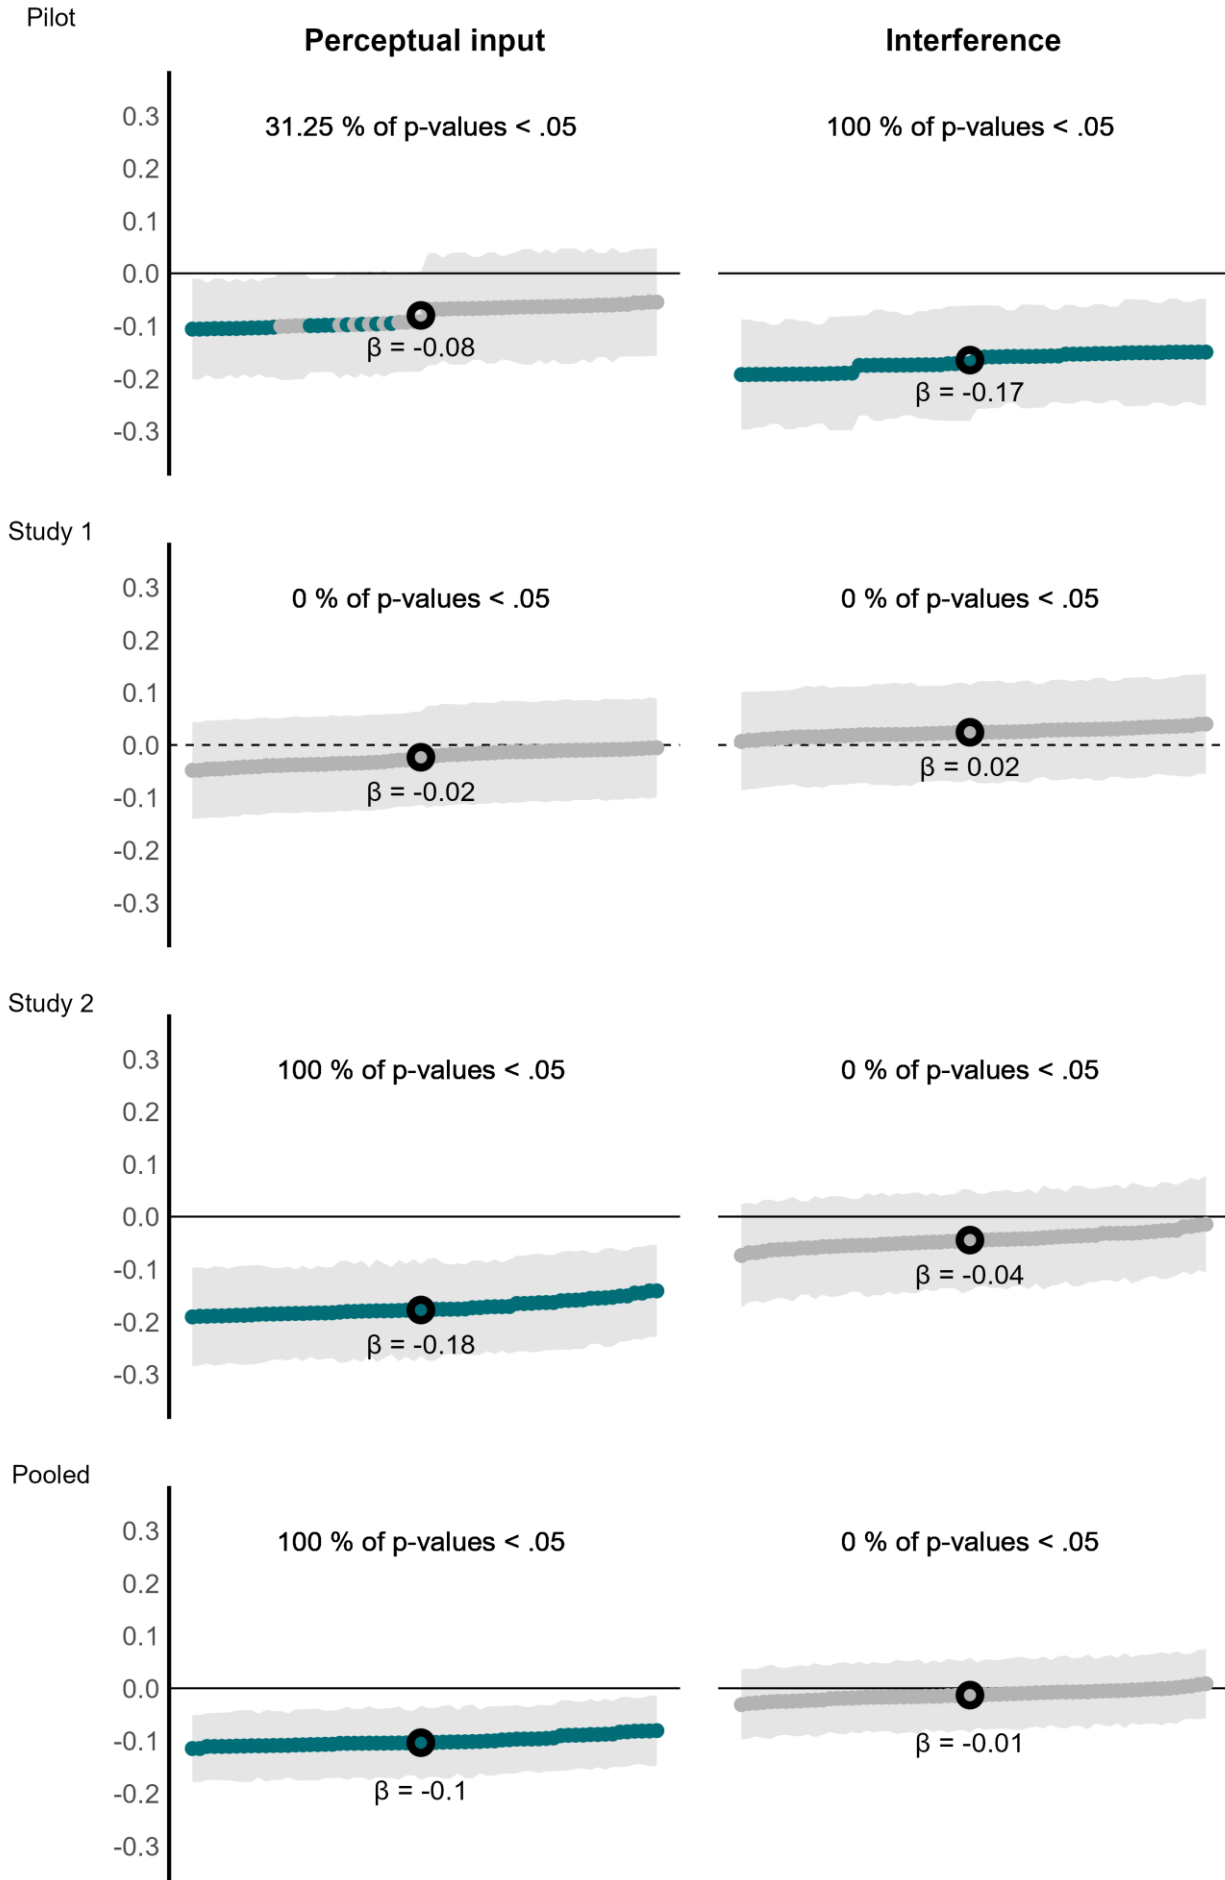 Pilot
Perceptual input Interference
31.25 % of p-values < .05 100 % of p-values < .05
0.3
0.2
0.1
0.0
-0.1
-0.2
-0.3
β = -0.08
β = -0.17
Study 1
0 % of p-values < .05 0 % of p-values < .05
0.3
0.2
0.1
0.0
-0.1
-0.2
-0.3
β = -0.02
β = 0.02
Study 2
100 % of p-values < .05 0 % of p-values < .05
0.3
0.2
0.1
0.0
-0.1
-0.2
-0.3
β = -0.18
β = -0.04
Pooled
100 % of p-values < .05 0 % of p-values < .05
0.3
0.2
0.1
0.0
-0.1
-0.2
-0.3
β = -0.1
β = -0.01